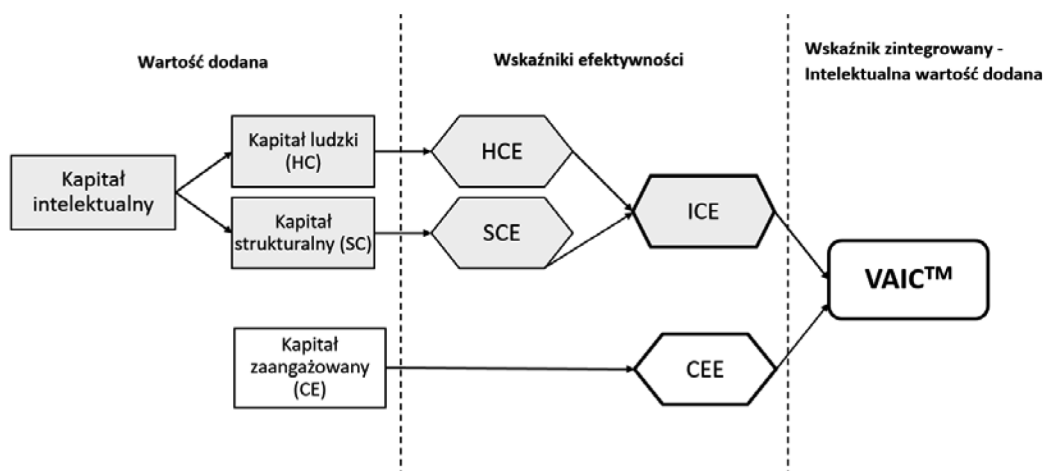 Wartość dodana
Wskaźniki efektywności
Wskaźnik zintegrowany -
Intelektualna wartość dodana
Kapitał
intelektualny
Kapitał ludzki
(HC)
Kapitał
strukturalny (SC)
Kapitał
zaangażowany
(CE)
HCE
SCE
ICE
CEE
VAIC™